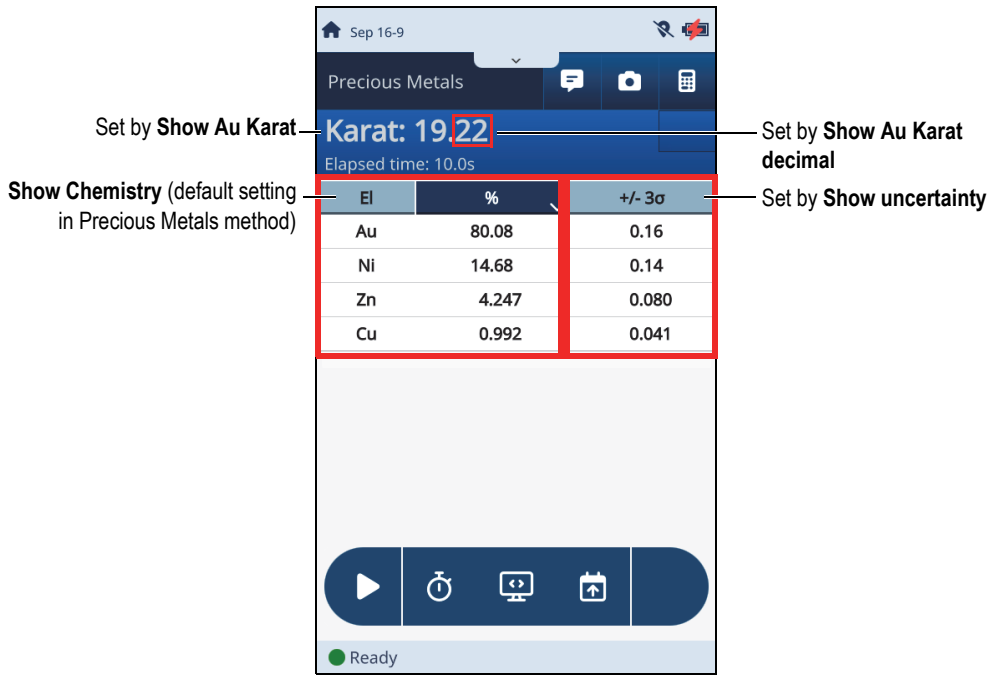 Sep 16-9
Precious Metals
Set by Show Au Karat
Karat: 19.22
Set by Show Au Karat
decimal
Elapsed time: 10.0s
Show Chemistry (default setting
in Precious Metals method)
El % +/- 3σ
Set by Show uncertainty
Au 80.08 0.16
Ni 14.68 0.14
Zn 4.247 0.080
Cu 0.992 0.041
Ready